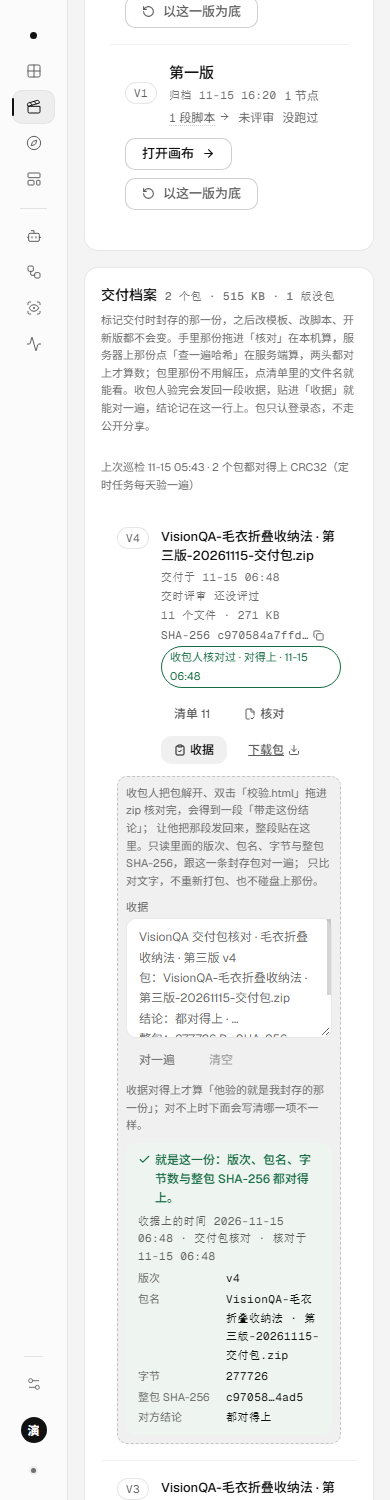 以这一版为底
V1
第一版
归档 11-15 16:20 1 节点
1 段脚本 → 未评审 没跑过
打开画布 →
以这一版为底
交付档案 2 个包 · 515 KB · 1 版没包
标记交付时封存的那一份，之后改模板、改脚本、开
新版都不会变。手里那份拖进「核对」在本机算，服
务器上那份点「查一遍哈希」在服务端算，两头都对
上才算数；包里那份不用解压，点清单里的文件名就
能看。收包人验完会发回一段收据，贴进「收据」就
能对一遍，结论记在这一行上。包只认登录态，不走
公开分享。
上次巡检 11-15 05:43 · 2 个包都对得上 CRC32（定
时任务每天验一遍）
V4
VisionQA-毛衣折叠收纳法 · 第
三版-20261115-交付包.zip
交付于 11-15 06:48
交时评审 还没评过
11 个文件 · 271 KB
SHA-256 c970584a7ffd…
收包人核对过 · 对得上 · 11-15
06:48
清单 11
核对
收据
下载包
收包人把包解开、双击「校验.html」拖进
zip 核对完，会得到一段「带走这份结
论」； 让他把那段发回来，整段贴在这
里。只读里面的版次、包名、字节与整包
SHA-256，跟这一条封存包对一遍； 只比
对文字，不重新打包、也不碰盘上那份。
收据
VisionQA 交付包核对 · 毛衣折叠
收纳法 · 第三版 v4
包：VisionQA-毛衣折叠收纳法 ·
第三版-20261115-交付包.zip
结论：都对得上 · …
对一遍
清空
收据对得上才算「他验的就是我封存的那
一份」；对不上时下面会写清哪一项不一
样。
就是这一份：版次、包名、字
节数与整包 SHA-256 都对得
上。
收据上的时间 2026-11-15
06:48 · 交付包核对 · 核对于
11-15 06:48
版次 v4
包名 VisionQA-毛衣
折叠收纳法 · 第
三版-20261115-
交付包.zip
字节 277726
整包 SHA-256 c97058…4ad5
对方结论 都对得上
V3
VisionQA-毛衣折叠收纳法 · 第
演